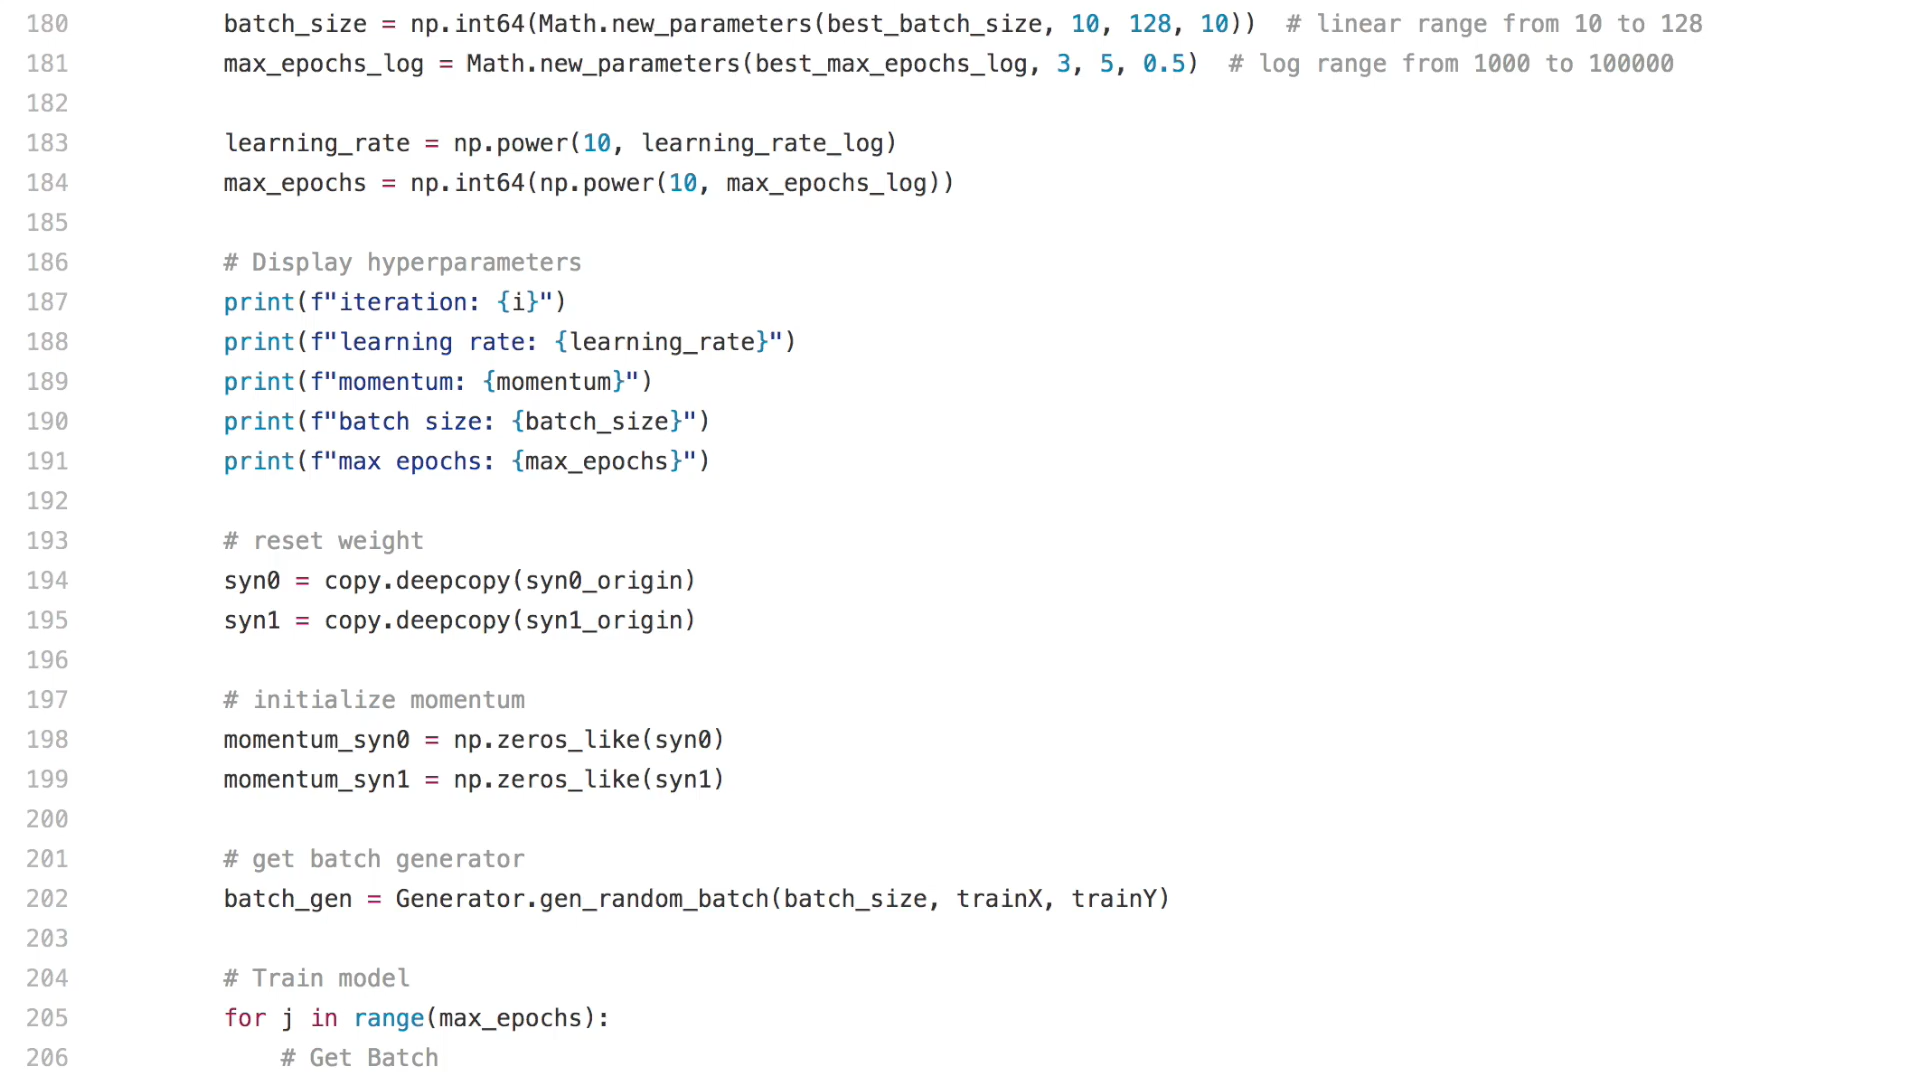 180 batch_size = np.int64(Math.new_parameters(best_batch_size, 10, 128, 10))  # linear range from 10 to 128
181 max_epochs_log = Math.new_parameters(best_max_epochs_log, 3, 5, 0.5)  # log range from 1000 to 100000
182
183 learning_rate = np.power(10, learning_rate_log)
184 max_epochs = np.int64(np.power(10, max_epochs_log))
185
186 # Display hyperparameters
187 print(f"iteration: {i}")
188 print(f"learning rate: {learning_rate}")
189 print(f"momentum: {momentum}")
190 print(f"batch size: {batch_size}")
191 print(f"max epochs: {max_epochs}")
192
193 # reset weight
194 syn0 = copy.deepcopy(syn0_origin)
195 syn1 = copy.deepcopy(syn1_origin)
196
197 # initialize momentum
198 momentum_syn0 = np.zeros_like(syn0)
199 momentum_syn1 = np.zeros_like(syn1)
200
201 # get batch generator
202 batch_gen = Generator.gen_random_batch(batch_size, trainX, trainY)
203
204 # Train model
205 for j in range(max_epochs):
206     # Get Batch